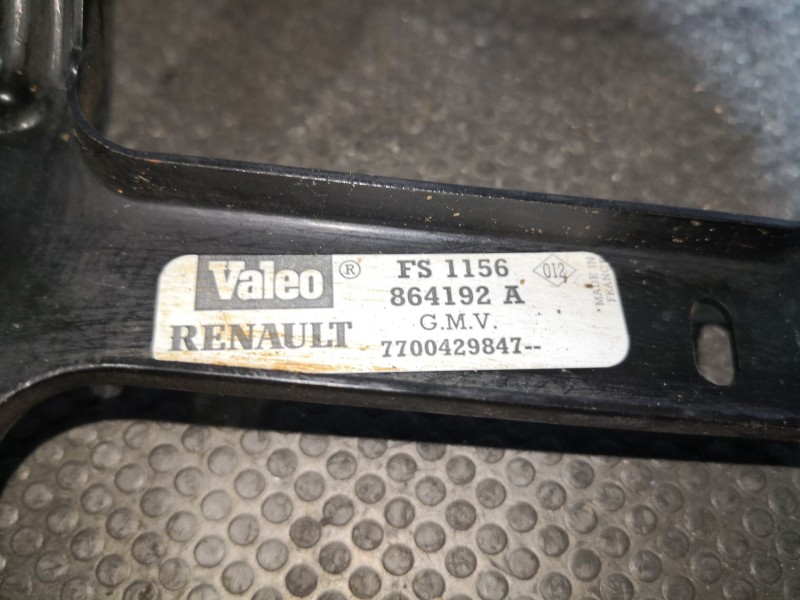 Valeo ® FS 1156
864192 A
RENAULT G.M.V.
7700429847--
012
MADE IN
FRANCE